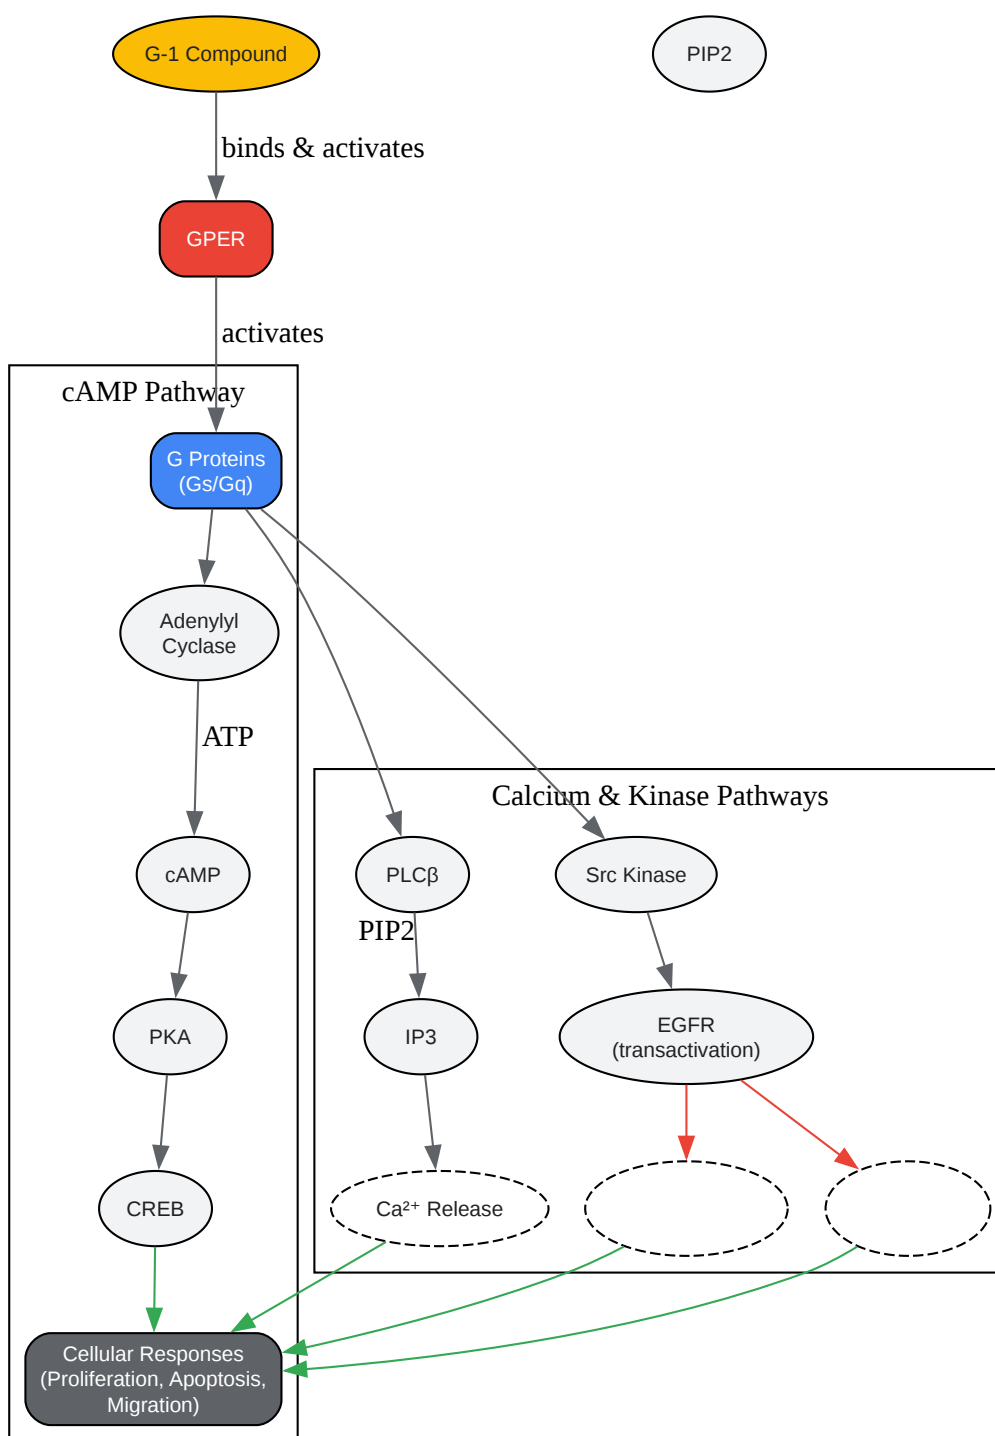 G-1 Compound
PIP2
binds & activates
GPER
activates
cAMP Pathway
G Proteins
(Gs/Gq)
Adenylyl
Cyclase
ATP
Calcium & Kinase Pathways
cAMP
PLCβ
Src Kinase
PIP2
PKA
IP3
EGFR
(transactivation)
CREB
Ca²⁺ Release
Cellular Responses
(Proliferation, Apoptosis,
Migration)